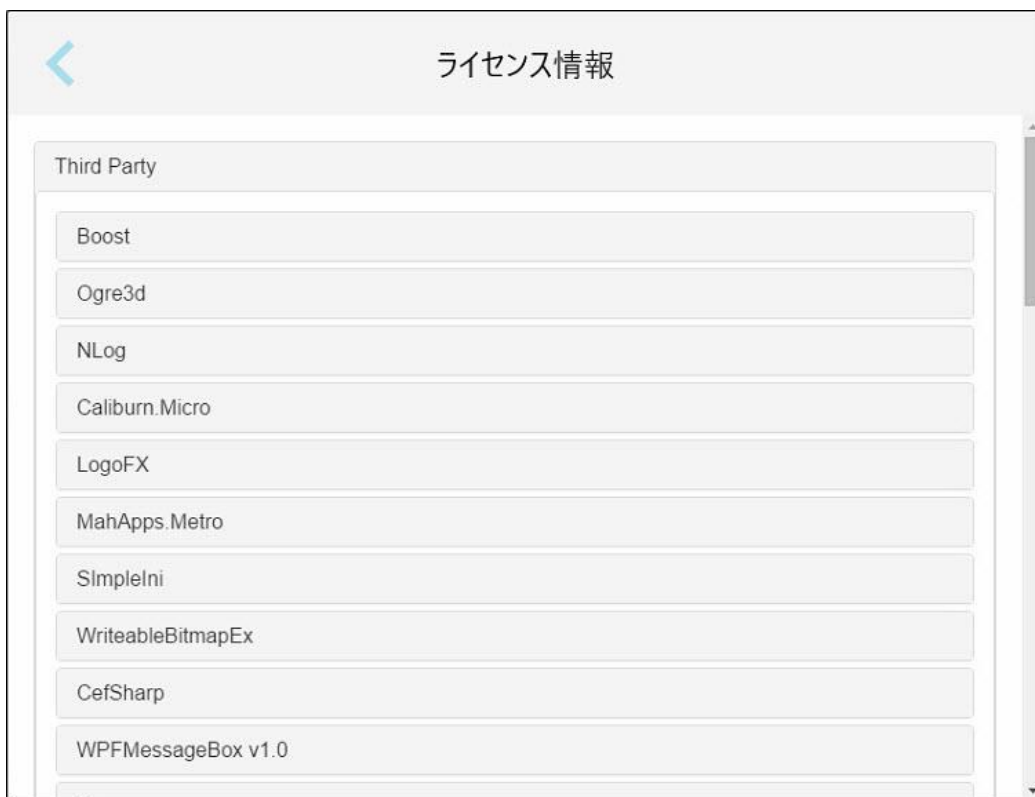 ライセンス情報
Third Party
Boost
Ogre3d
NLog
Caliburn.Micro
LogoFX
MahApps.Metro
SImpleIni
WriteableBitmapEx
CefSharp
WPFMessageBox v1.0